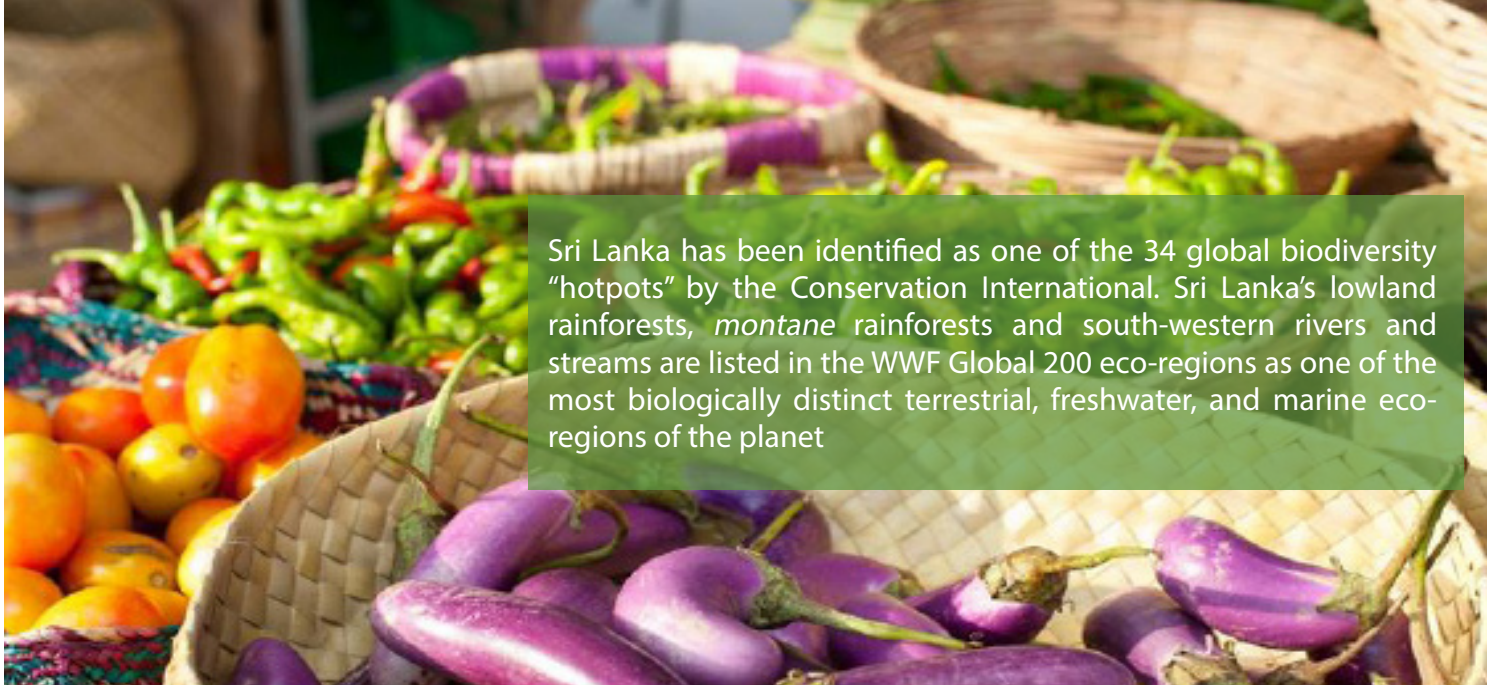 Sri Lanka has been identified as one of the 34 global biodiversity
“hotpots” by the Conservation International. Sri Lanka’s lowland
rainforests, montane rainforests and south-western rivers and
streams are listed in the WWF Global 200 eco-regions as one of the
most biologically distinct terrestrial, freshwater, and marine eco-
regions of the planet